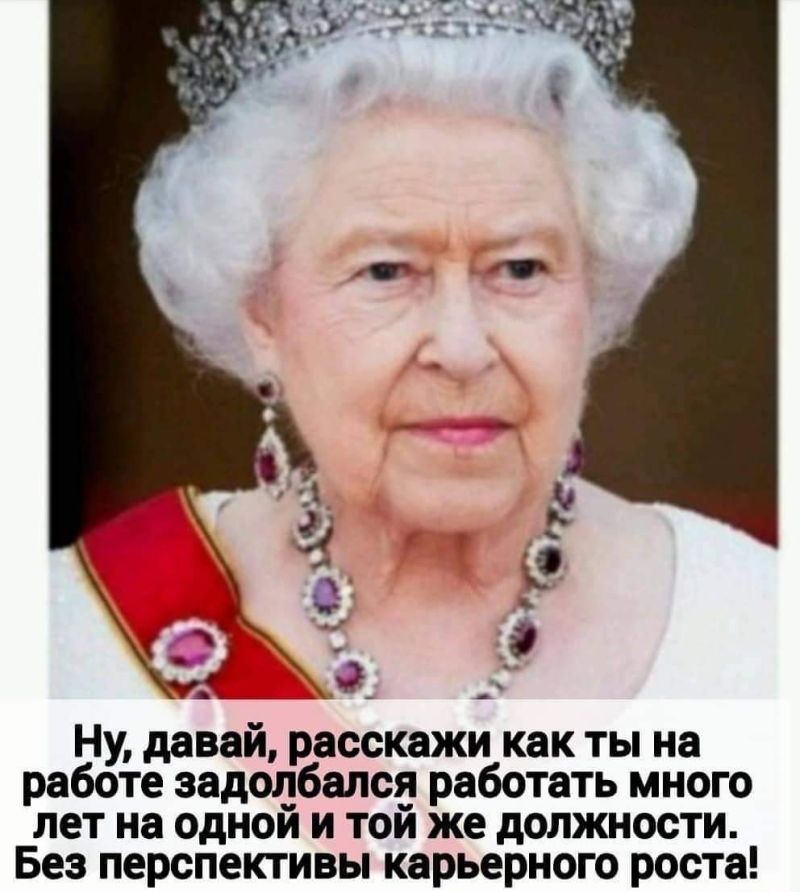 Ну, давай, расскажи как ты на
работе задолбался работать много
лет на одной и той же должности.
Без перспективы карьерного роста!